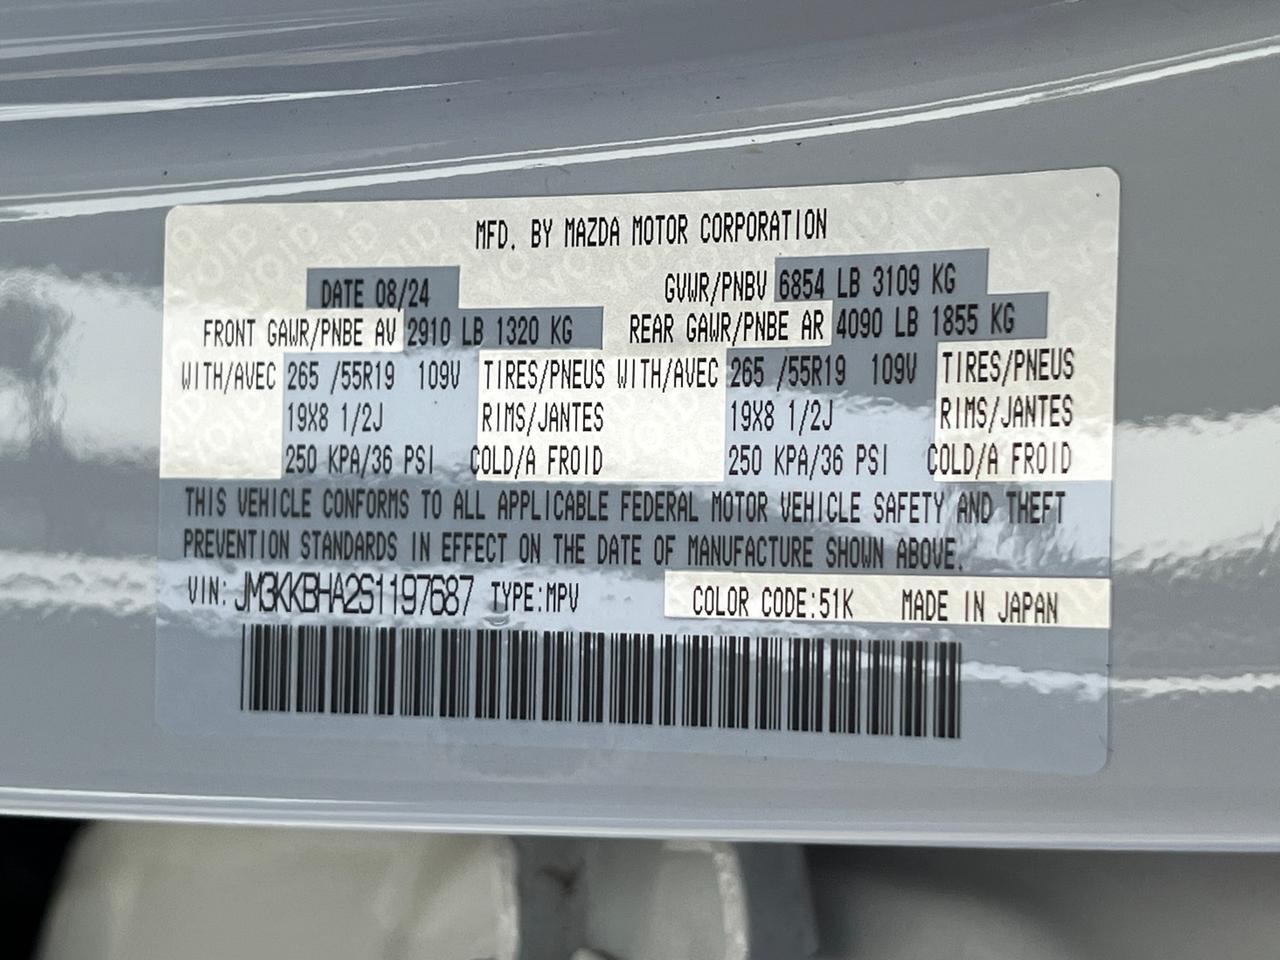 MFD. BY MAZDA MOTOR CORPORATION
DATE 08/24 GVWR/PNBV 6854 LB 3109 KG
FRONT GAWR/PNBE AV 2910 LB 1320 KG REAR GAWR/PNBE AR 4090 LB 1855 KG
WITH/AVEC 265 /55R19 109V TIRES/PNEUS WITH/AVEC 265 /55R19 109V TIRES/PNEUS
19X8 1/2J RIMS/JANTES 19X8 1/2J RIMS/JANTES
250 KPA/36 PSI COLD/A FROID 250 KPA/36 PSI COLD/A FROID
THIS VEHICLE CONFORMS TO ALL APPLICABLE FEDERAL MOTOR VEHICLE SAFETY AND THEFT
PREVENTION STANDARDS IN EFFECT ON THE DATE OF MANUFACTURE SHOWN ABOVE.
VIN: JM3KKBHA2S1197687 TYPE:MPV COLOR CODE:51K MADE IN JAPAN